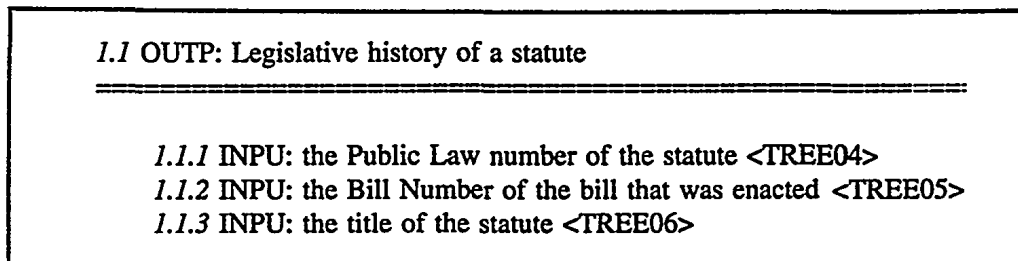 1.1 OUTP: Legislative history of a statute
==================================================
1.1.1 INPU: the Public Law number of the statute <TREE04>
1.1.2 INPU: the Bill Number of the bill that was enacted <TREE05>
1.1.3 INPU: the title of the statute <TREE06>